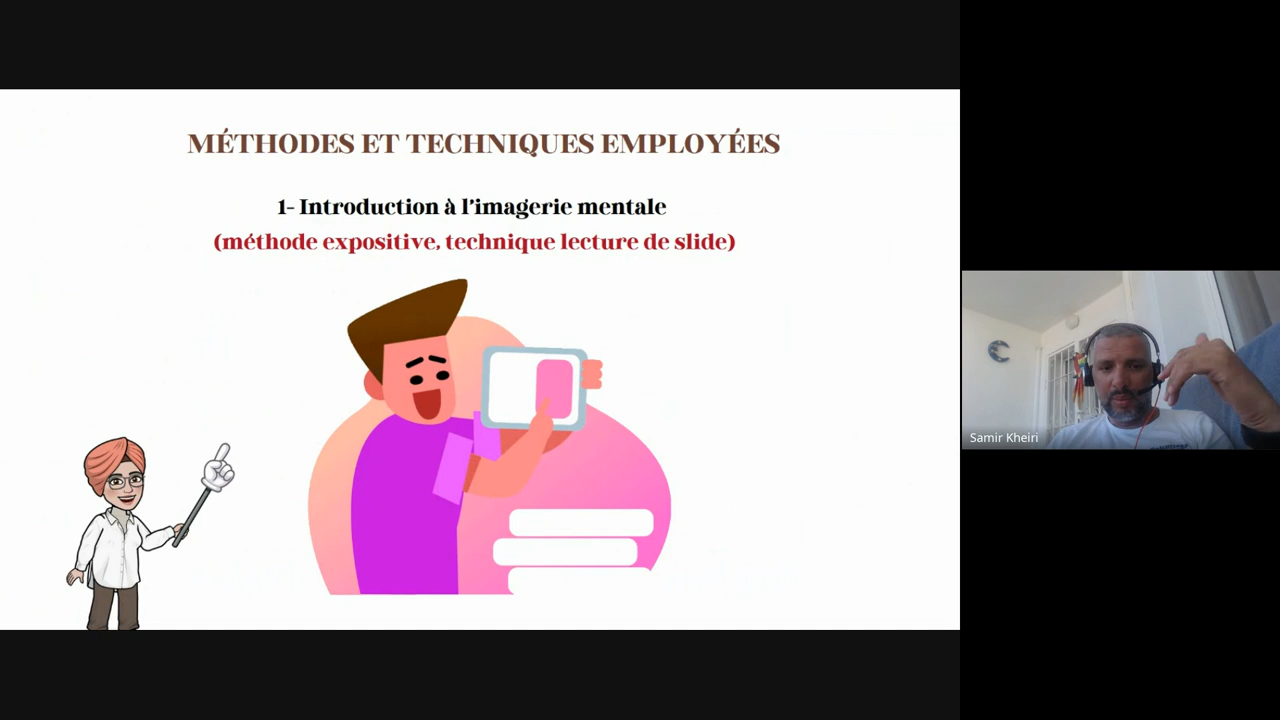 MÉTHODES ET TECHNIQUES EMPLOYÉES
1- Introduction à l'imagerie mentale
(méthode expositive, technique lecture de slide)
Samir Kheiri